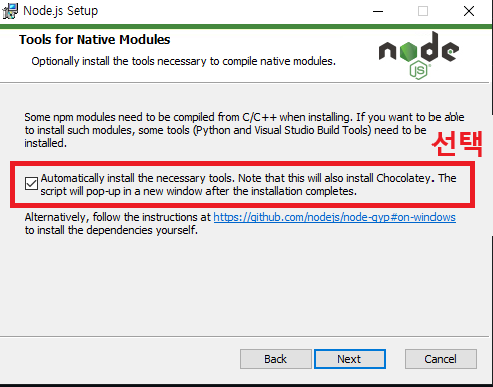 Node.js Setup
Tools for Native Modules
Optionally install the tools necessary to compile native modules.
node
JS
Some npm modules need to be compiled from C/C++ when installing. If you want to be able
to install such modules, some tools (Python and Visual Studio Build Tools) need to be
installed.
선택
Automatically install the necessary tools. Note that this will also install Chocolatey. The
script will pop-up in a new window after the installation completes.
Alternatively, follow the instructions at https://github.com/nodejs/node-gyp#on-windows
to install the dependencies yourself.
Back Next Cancel